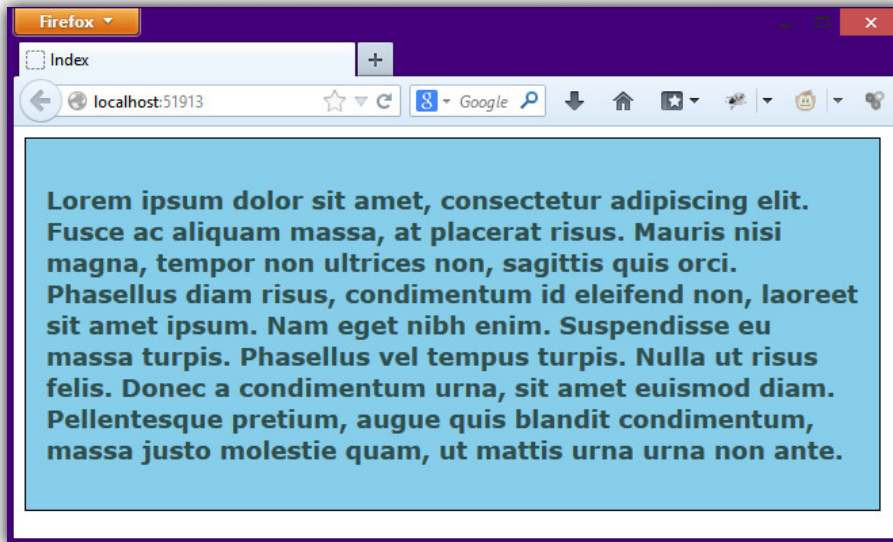 Firefox
Index
localhost:51913
Google
Lorem ipsum dolor sit amet, consectetur adipiscing elit.
Fusce ac aliquam massa, at placerat risus. Mauris nisi
magna, tempor non ultrices non, sagittis quis orci.
Phasellus diam risus, condimentum id eleifend non, laoreet
sit amet ipsum. Nam eget nibh enim. Suspendisse eu
massa turpis. Phasellus vel tempus turpis. Nulla ut risus
felis. Donec a condimentum urna, sit amet euismod diam.
Pellentesque pretium, augue quis blandit condimentum,
massa justo molestie quam, ut mattis urna urna non ante.